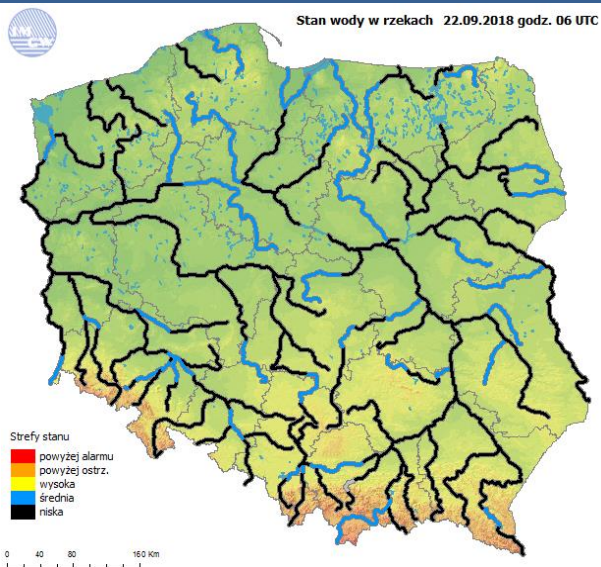 Stan wody w rzekach 22.09.2018 godz. 06 UTC
Strefy stanu
powyżej alarmu
powyżej ostrz.
wysoka
średnia
niska
0 40 80 160 Km